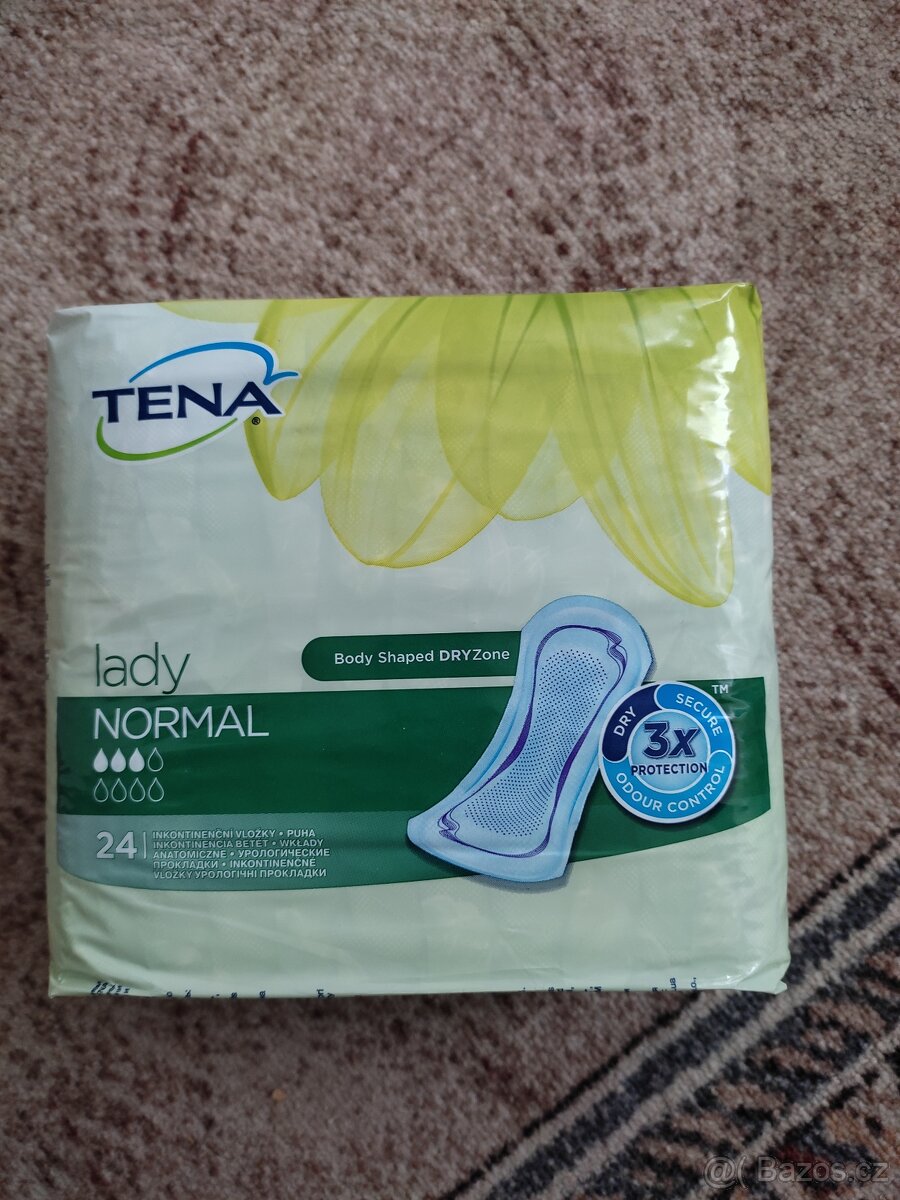 TENA®
lady
Body Shaped DRYZone
NORMAL
™
DRY
SECURE
3x
PROTECTION
ODOUR CONTROL
24
INKONTINENČNÍ VLOŽKY • PUHA
INKONTINENCIA BETÉT • WKŁADY
ANATOMICZNE • УРОЛОГИЧЕСКИЕ
ПРОКЛАДКИ • INKONTINENČNÉ
VLOŽKY УРОЛОГІЧНІ ПРОКЛАДКИ
@( Bazos.cz